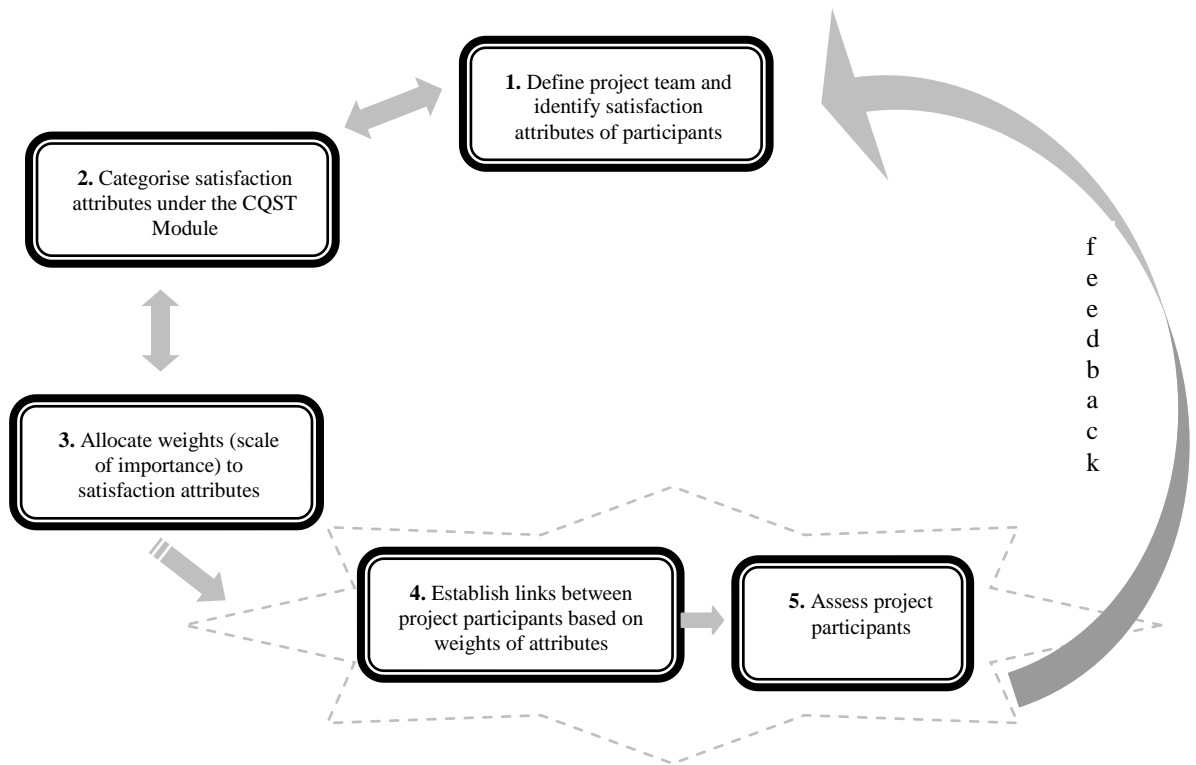 1. Define project team and
identify satisfaction
attributes of participants
2. Categorise satisfaction
attributes under the CQST
Module
3. Allocate weights (scale
of importance) to
satisfaction attributes
4. Establish links between
project participants based on
weights of attributes
5. Assess project
participants
f
e
e
d
b
a
c
k